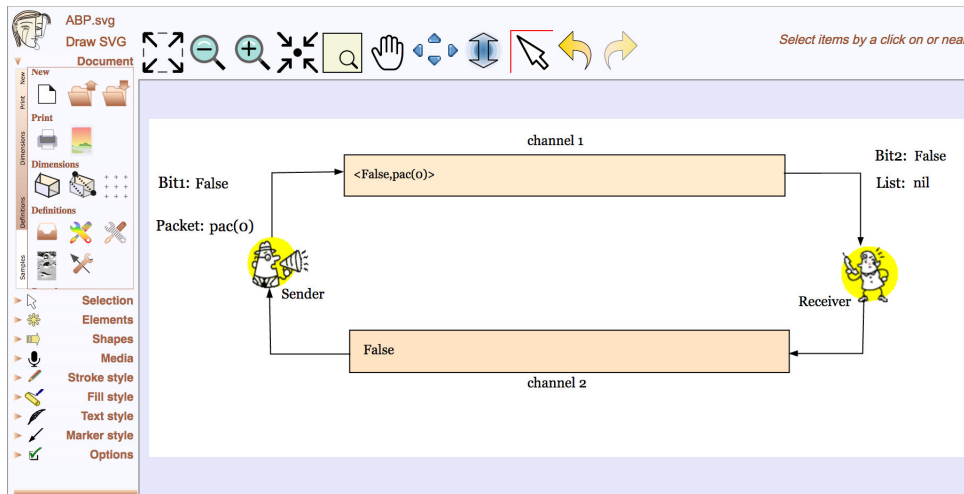 ABP.svg
Draw SVG
Document
Select items by a click on or near
New
Print
Dimensions
Definitions
Samples
New
Print
Dimensions
Definitions
Selection
Elements
Shapes
Media
Stroke style
Fill style
Text style
Marker style
Options
channel 1
<False,pac(0)>
Bit1: False
Packet: pac(0)
Sender
Bit2: False
List: nil
Receiver
False
channel 2